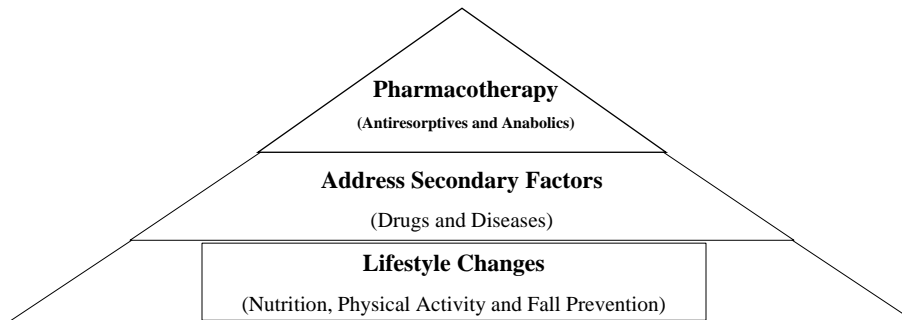 Pharmacotherapy
(Antiresorptives and Anabolics)
Address Secondary Factors
(Drugs and Diseases)
Lifestyle Changes
(Nutrition, Physical Activity and Fall Prevention)